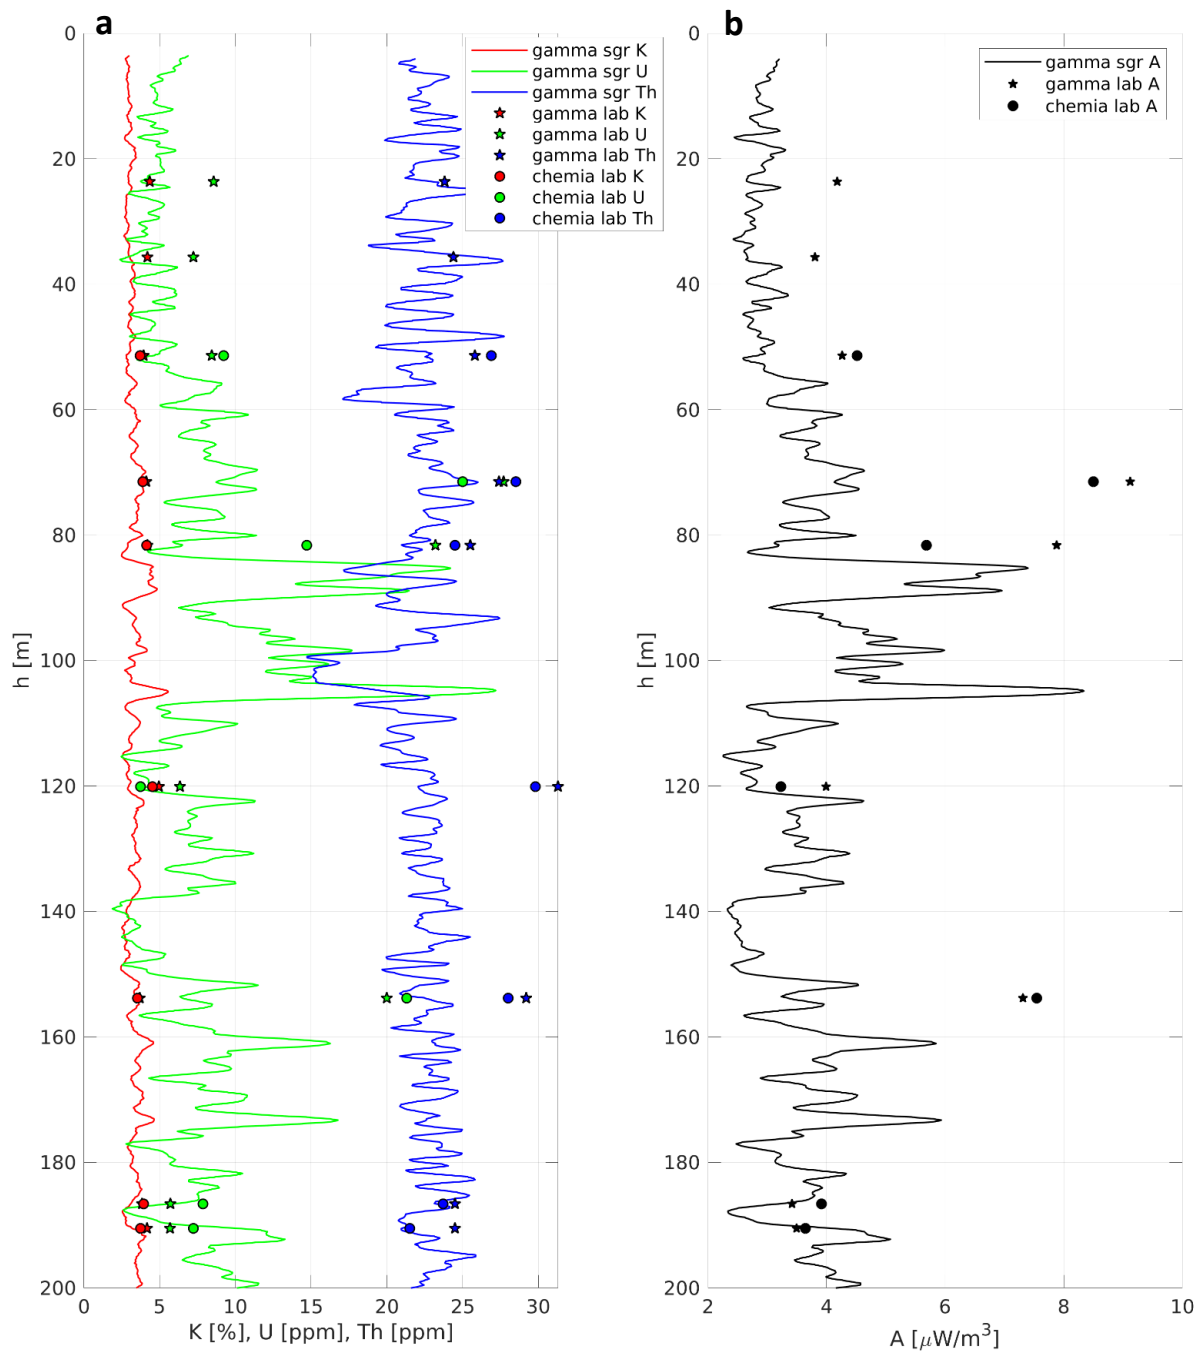 a
b
gamma sgr K
gamma sgr U
gamma sgr Th
gamma lab K
gamma lab U
gamma lab Th
chemia lab K
chemia lab U
chemia lab Th
0
20
40
60
80
100
120
140
160
180
200
h [m]
0 5 10 15 20 25 30
K [%], U [ppm], Th [ppm]
gamma sgr A
gamma lab A
chemia lab A
0
20
40
60
80
100
120
140
160
180
200
h [m]
2 4 6 8 10
A [μW/m³]